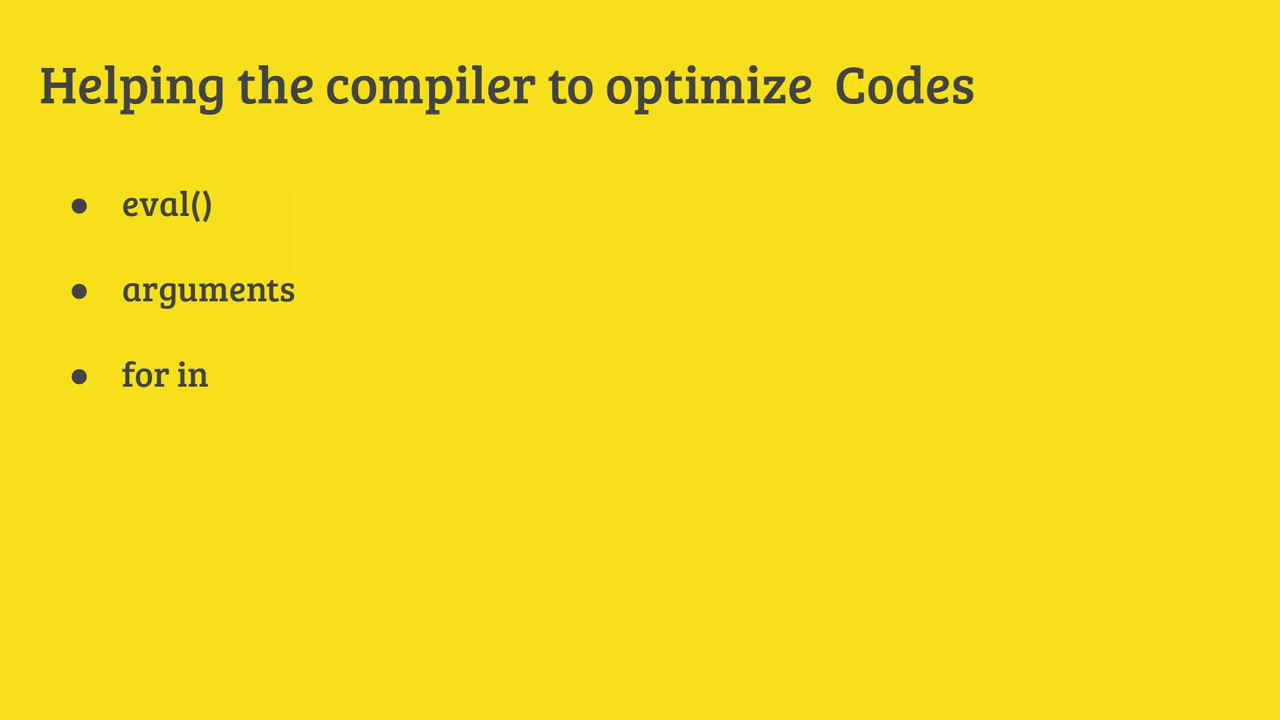 Helping the compiler to optimize  Codes
● eval()
● arguments
● for in